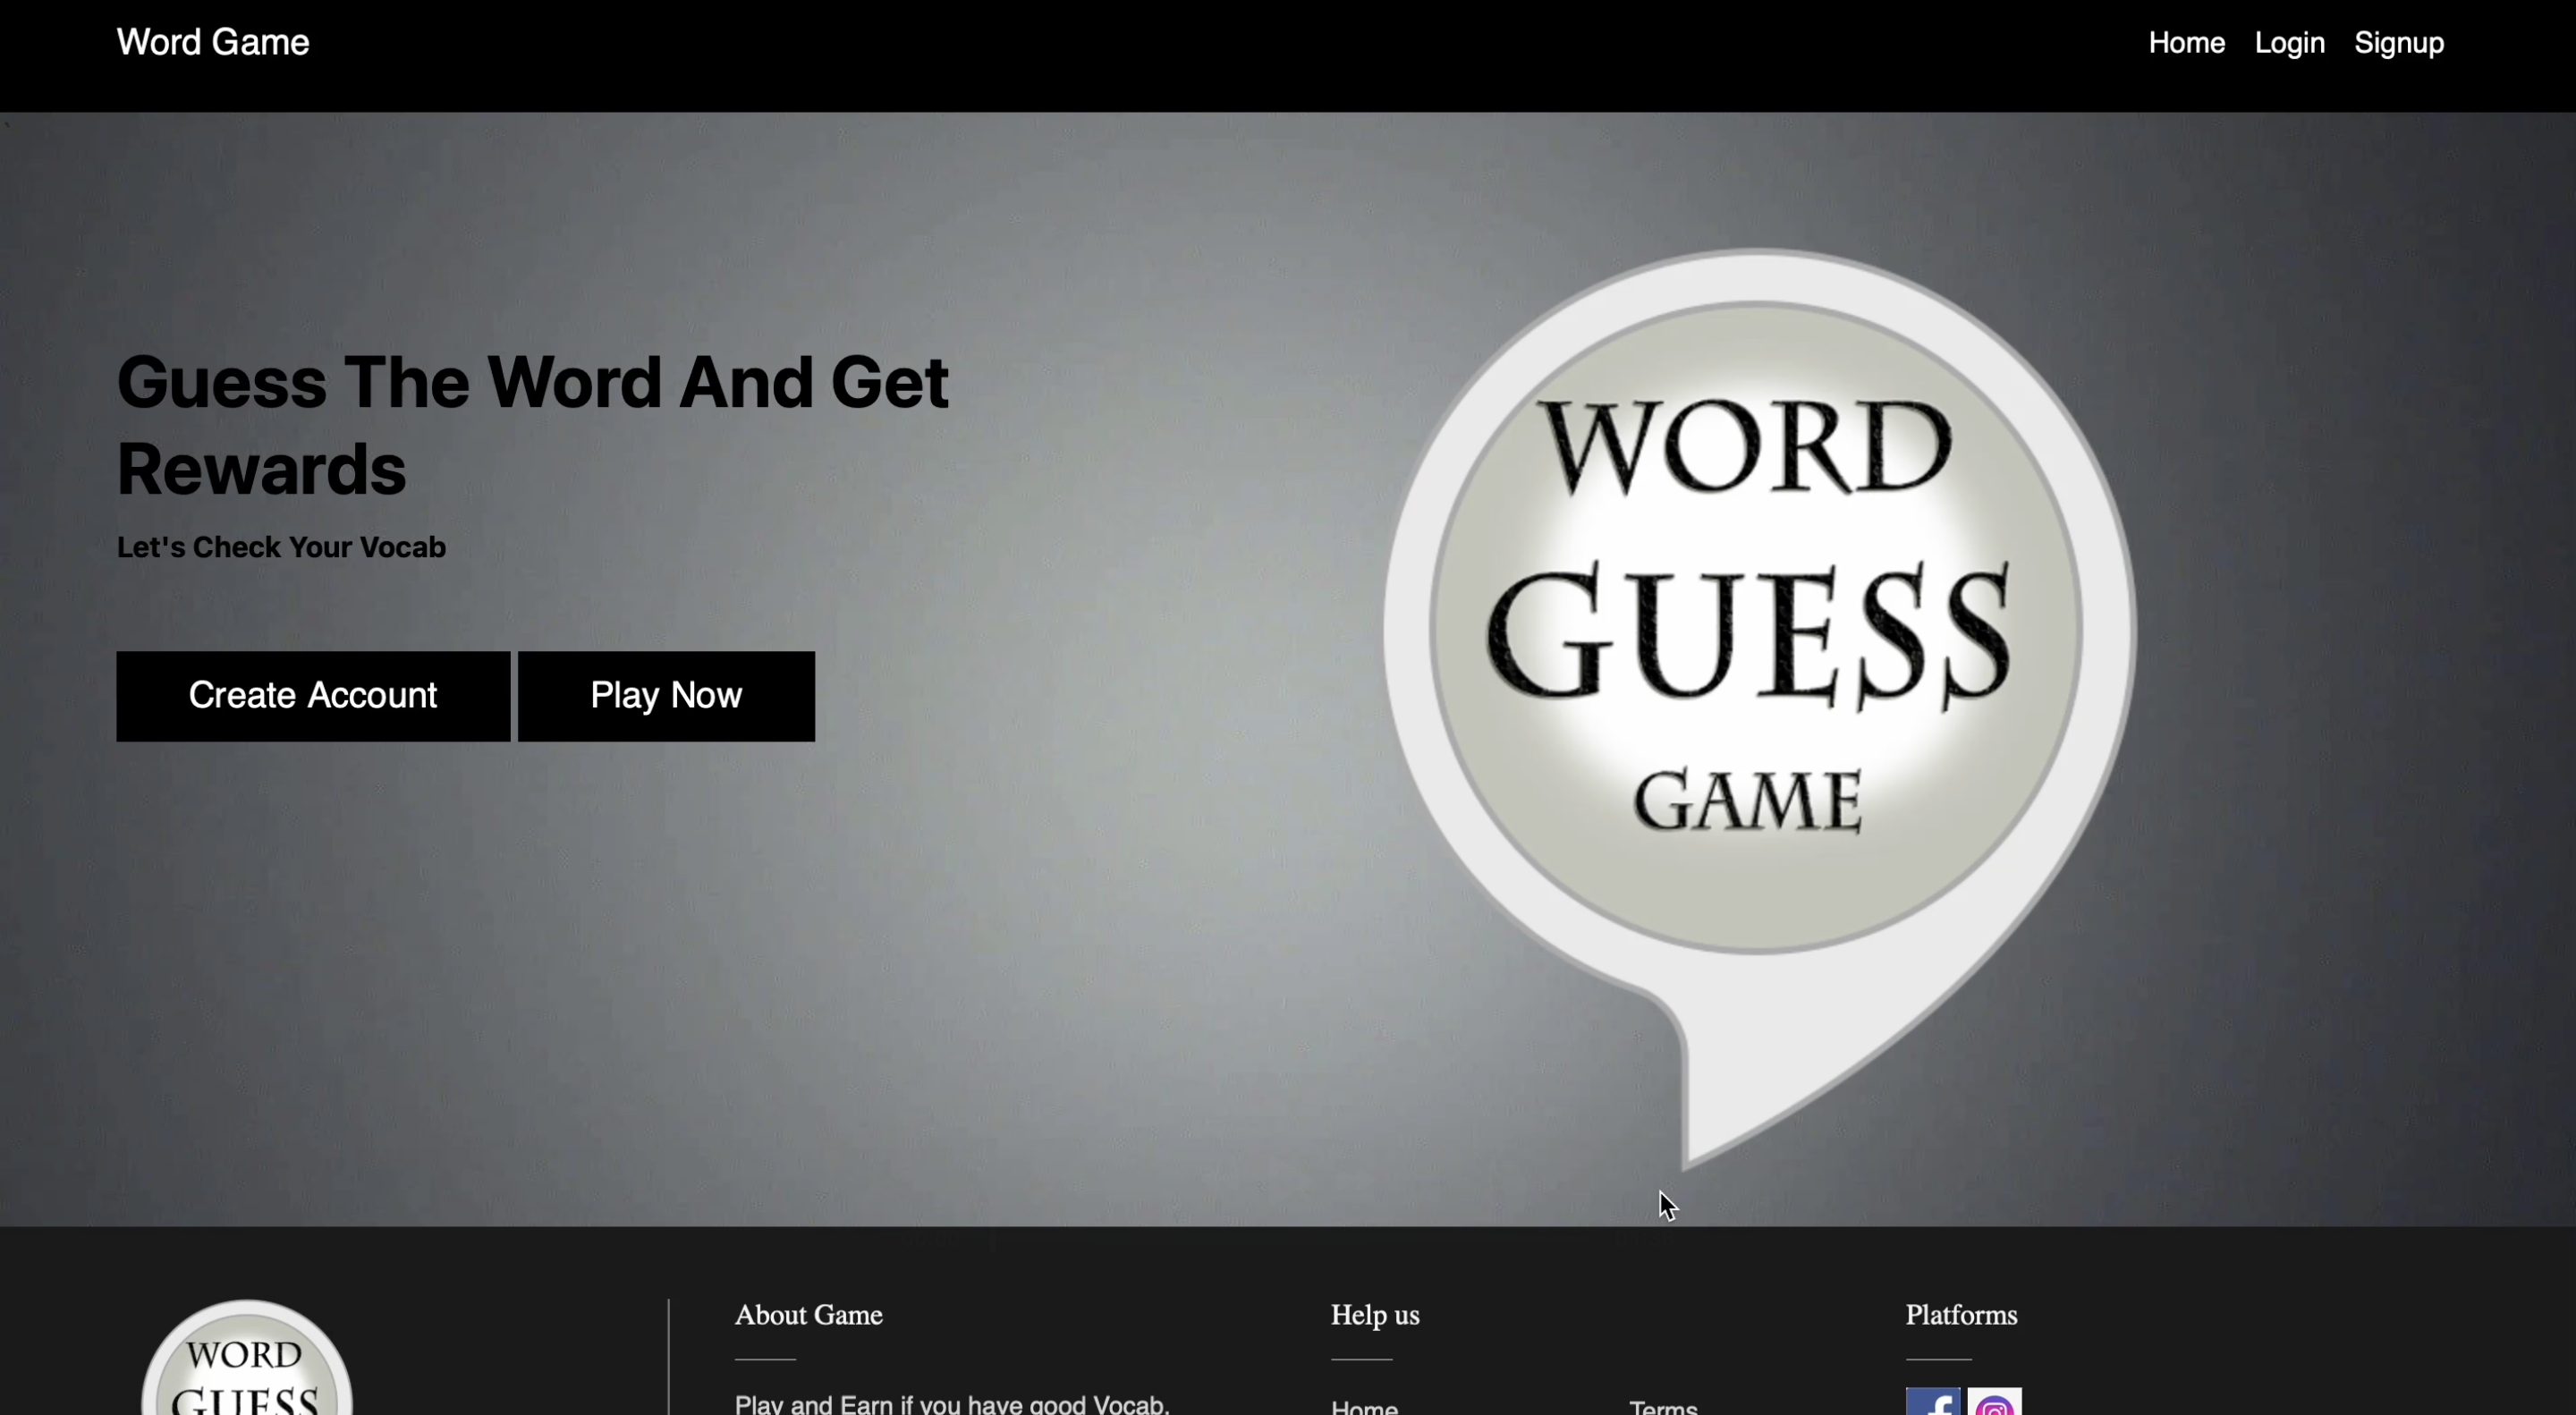 Word Game
Home Login Signup
Guess The Word And Get
Rewards
Let's Check Your Vocab
Create Account Play Now
WORD
GUESS
GAME
About Game
Help us
Platforms
WORD
GUESS
Play and Earn if you have good Vocab.
Home Terms